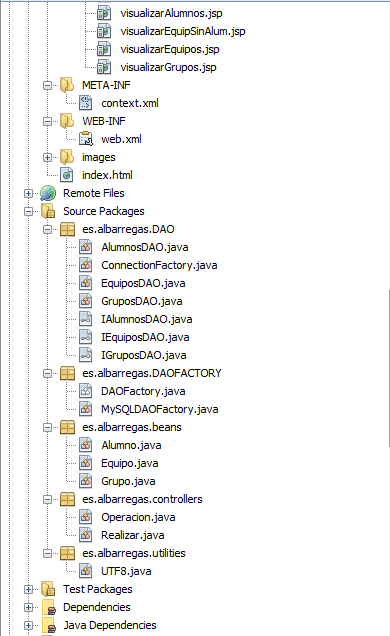 visualizarAlumnos.jsp
visualizarEquipSinAlum.jsp
visualizarEquipos.jsp
visualizarGrupos.jsp
META-INF
context.xml
WEB-INF
web.xml
images
index.html
Remote Files
Source Packages
es.albarregas.DAO
AlumnosDAO.java
ConnectionFactory.java
EquiposDAO.java
GruposDAO.java
IAlumnosDAO.java
IEquiposDAO.java
IGruposDAO.java
es.albarregas.DAOFACTORY
DAOFactory.java
MySQLDAOFactory.java
es.albarregas.beans
Alumno.java
Equipo.java
Grupo.java
es.albarregas.controllers
Operacion.java
Realizar.java
es.albarregas.utilities
UTF8.java
Test Packages
Dependencies
Java Dependencies